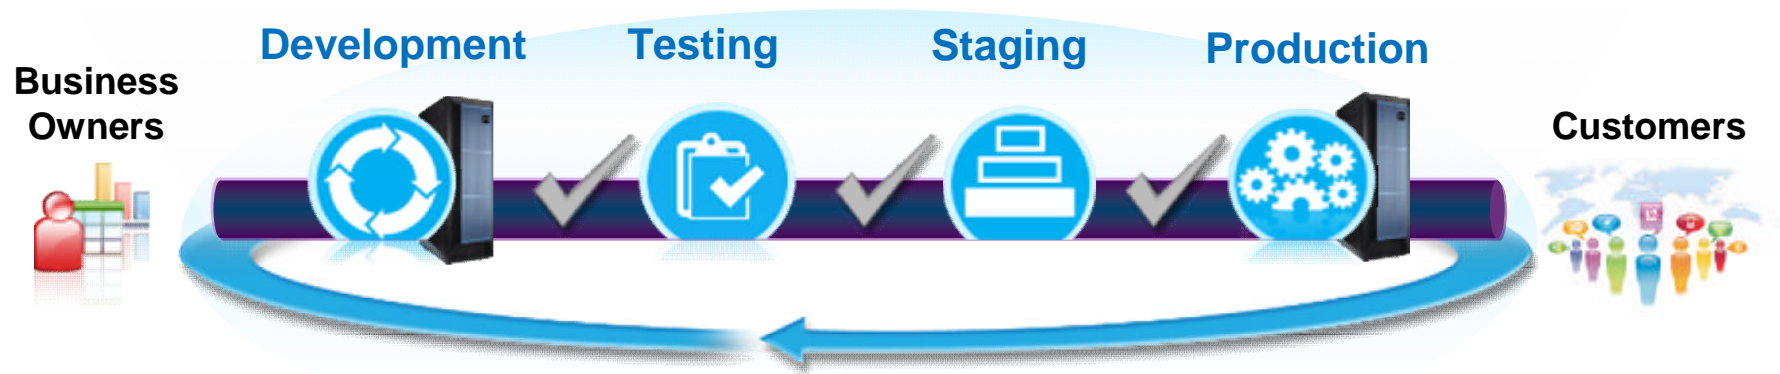 Development
Testing
Staging
Production
Business
Owners
Customers